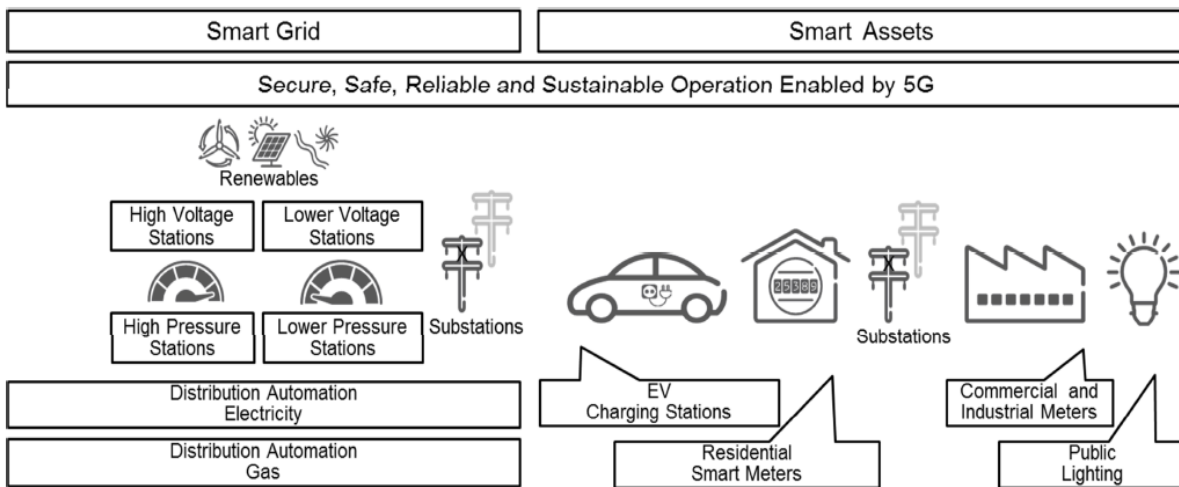 Smart Grid
Smart Assets
Secure, Safe, Reliable and Sustainable Operation Enabled by 5G
Renewables
High Voltage
Stations
Lower Voltage
Stations
High Pressure
Stations
Lower Pressure
Stations
Substations
25389
Substations
Distribution Automation
Electricity
Distribution Automation
Gas
EV
Charging Stations
Residential
Smart Meters
Commercial and
Industrial Meters
Public
Lighting